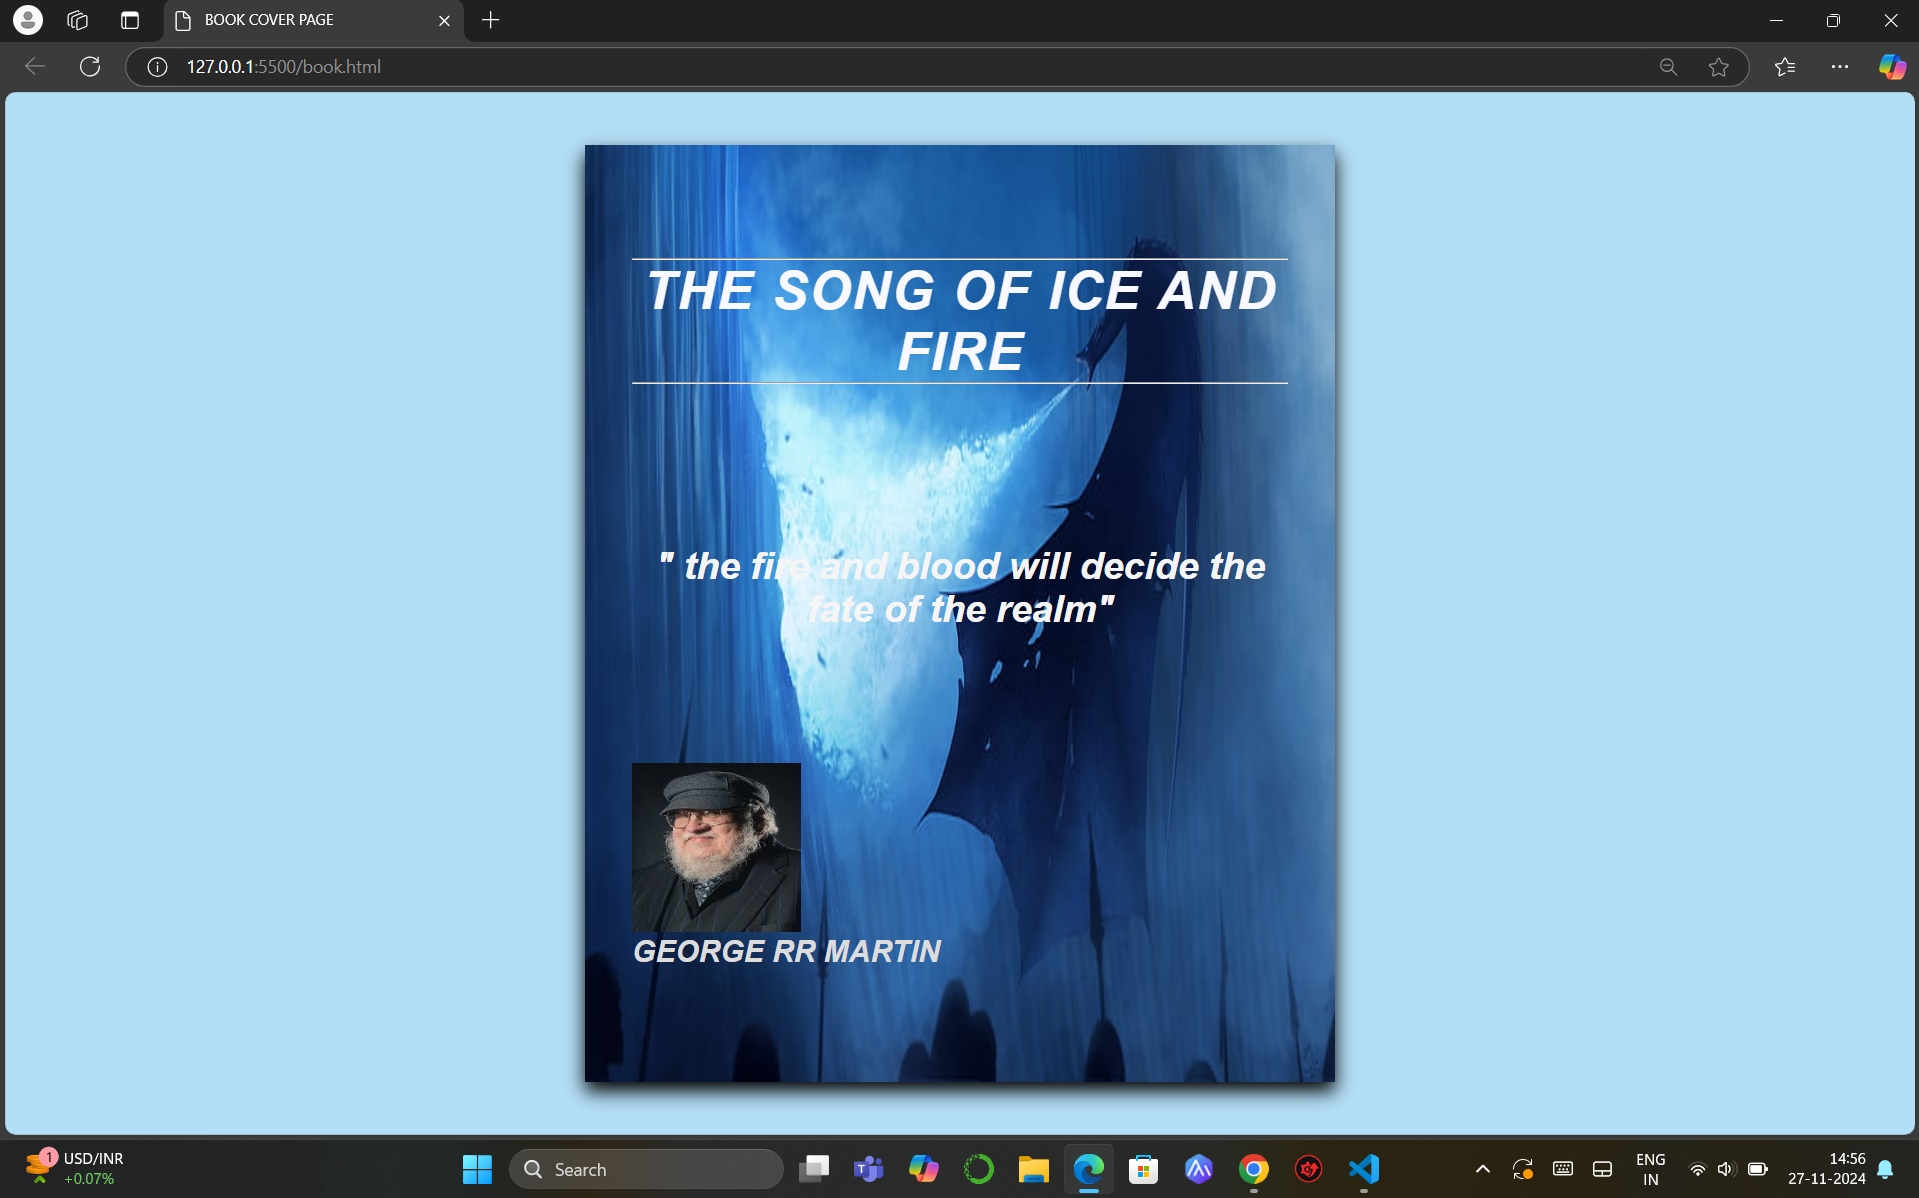 BOOK COVER PAGE
127.0.0.1:5500/book.html
THE SONG OF ICE AND
FIRE
" the fire and blood will decide the
fate of the realm"
GEORGE RR MARTIN
1
USD/INR
+0.07%
Search
ENG
IN
14:56
27-11-2024